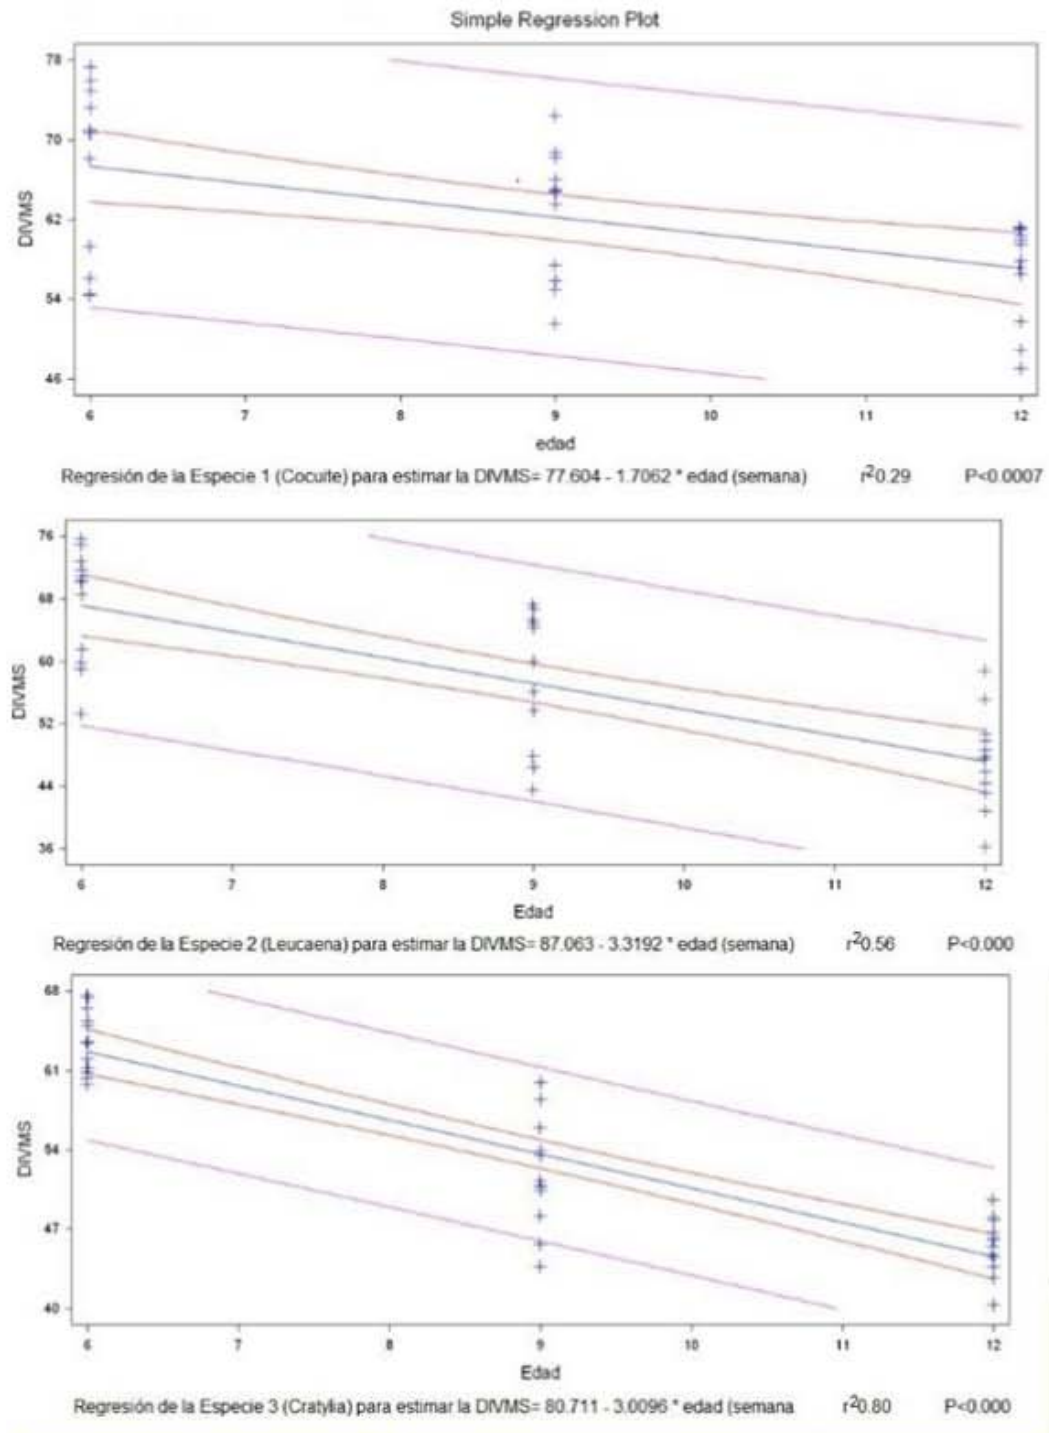 Simple Regression Plot
78
70
62
54
46
DIVMS
6 7 8 9 10 11 12
edad
Regresión de la Especie 1 (Cocuite) para estimar la DIVMS= 77.604 - 1.7062 * edad (semana) r²0.29 P<0.0007
76
68
60
52
44
36
DIVMS
6 7 8 9 10 11 12
Edad
Regresión de la Especie 2 (Leucaena) para estimar la DIVMS= 87.063 - 3.3192 * edad (semana) r²0.56 P<0.000
68
61
54
47
40
DIVMS
6 7 8 9 10 11 12
Edad
Regresión de la Especie 3 (Cratylia) para estimar la DIVMS= 80.711 - 3.0096 * edad (semana r²0.80 P<0.000